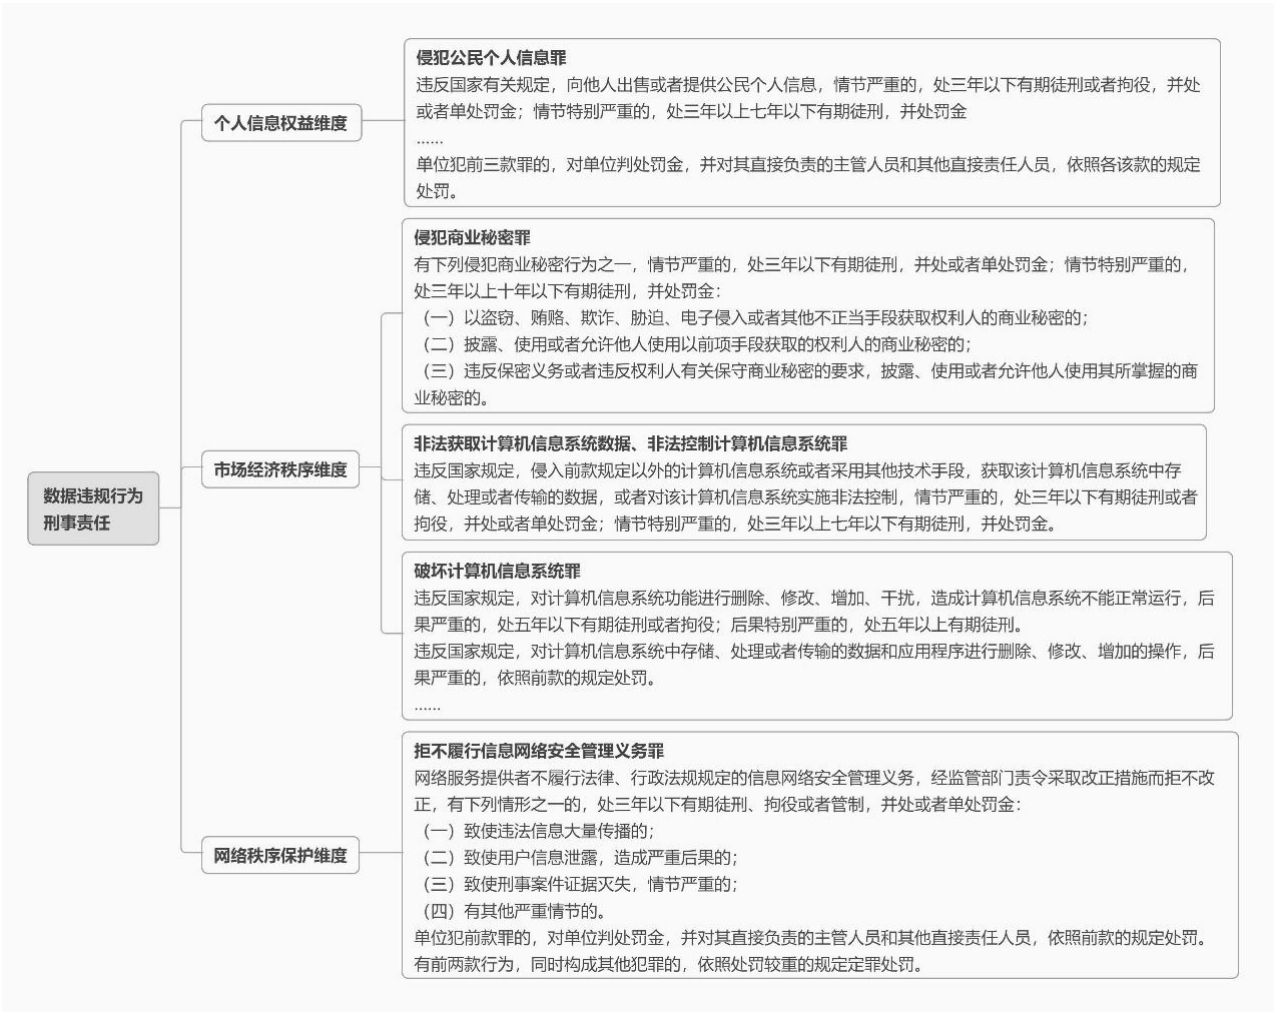 数据违规行为
刑事责任
个人信息权益维度
侵犯公民个人信息罪
违反国家有关规定，向他人出售或者提供公民个人信息，情节严重的，处三年以下有期徒刑或者拘役，并处
或者单处罚金；情节特别严重的，处三年以上七年以下有期徒刑，并处罚金
......
单位犯前三款罪的，对单位判处罚金，并对其直接负责的主管人员和其他直接责任人员，依照各该款的规定
处罚。
市场经济秩序维度
侵犯商业秘密罪
有下列侵犯商业秘密行为之一，情节严重的，处三年以下有期徒刑，并处或者单处罚金；情节特别严重的，
处三年以上十年以下有期徒刑，并处罚金：
（一）以盗窃、贿赂、欺诈、胁迫、电子侵入或者其他不正当手段获取权利人的商业秘密的；
（二）披露、使用或者允许他人使用以前项手段获取的权利人的商业秘密的；
（三）违反保密义务或者违反权利人有关保守商业秘密的要求，披露、使用或者允许他人使用其所掌握的商
业秘密的。
非法获取计算机信息系统数据、非法控制计算机信息系统罪
违反国家规定，侵入前款规定以外的计算机信息系统或者采用其他技术手段，获取该计算机信息系统中存
储、处理或者传输的数据，或者对该计算机信息系统实施非法控制，情节严重的，处三年以下有期徒刑或者
拘役，并处或者单处罚金；情节特别严重的，处三年以上七年以下有期徒刑，并处罚金。
破坏计算机信息系统罪
违反国家规定，对计算机信息系统功能进行删除、修改、增加、干扰，造成计算机信息系统不能正常运行，后
果严重的，处五年以下有期徒刑或者拘役；后果特别严重的，处五年以上有期徒刑。
违反国家规定，对计算机信息系统中存储、处理或者传输的数据和应用程序进行删除、修改、增加的操作，后
果严重的，依照前款的规定处罚。
......
网络秩序保护维度
拒不履行信息网络安全管理义务罪
网络服务提供者不履行法律、行政法规规定的信息网络安全管理义务，经监管部门责令采取改正措施而拒不改
正，有下列情形之一的，处三年以下有期徒刑、拘役或者管制，并处或者单处罚金：
（一）致使违法信息大量传播的；
（二）致使用户信息泄露，造成严重后果的；
（三）致使刑事案件证据灭失，情节严重的；
（四）有其他严重情节的。
单位犯前款罪的，对单位判处罚金，并对其直接负责的主管人员和其他直接责任人员，依照前款的规定处罚。
有前两款行为，同时构成其他犯罪的，依照处罚较重的规定定罪处罚。